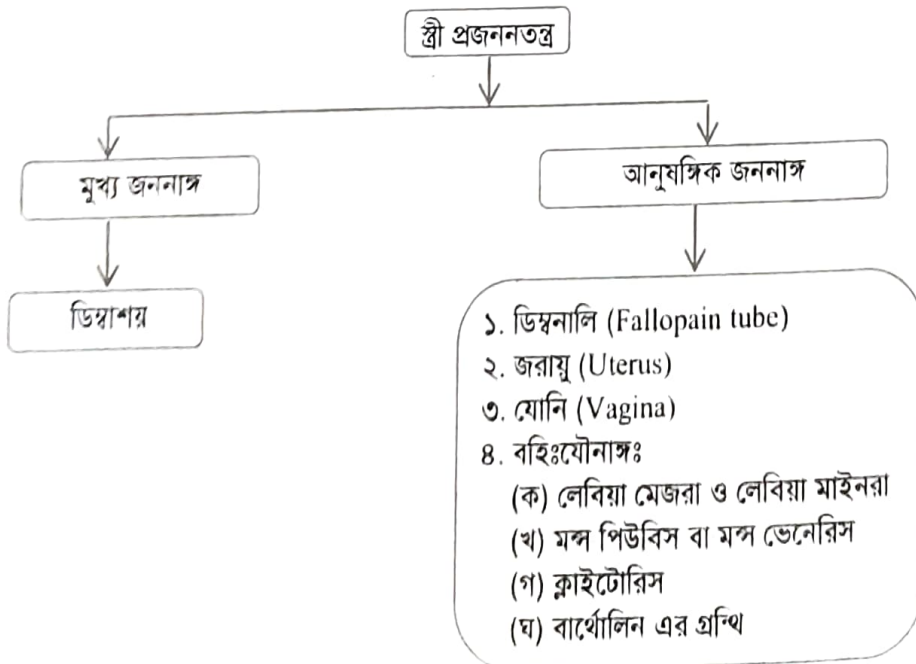 স্ত্রী প্রজননতন্ত্র
মুখ্য জননাঙ্গ
আনুষঙ্গিক জননাঙ্গ
ডিম্বাশয়
১. ডিম্বনালি (Fallopain tube)
২. জরায়ু (Uterus)
৩. যোনি (Vagina)
৪. বহিঃযৌনাঙ্গঃ
(ক) লেবিয়া মেজরা ও লেবিয়া মাইনরা
(খ) মন্স পিউবিস বা মন্স ভেনেরিস
(গ) ক্লাইটোরিস
(ঘ) বার্থোলিন এর গ্রন্থি